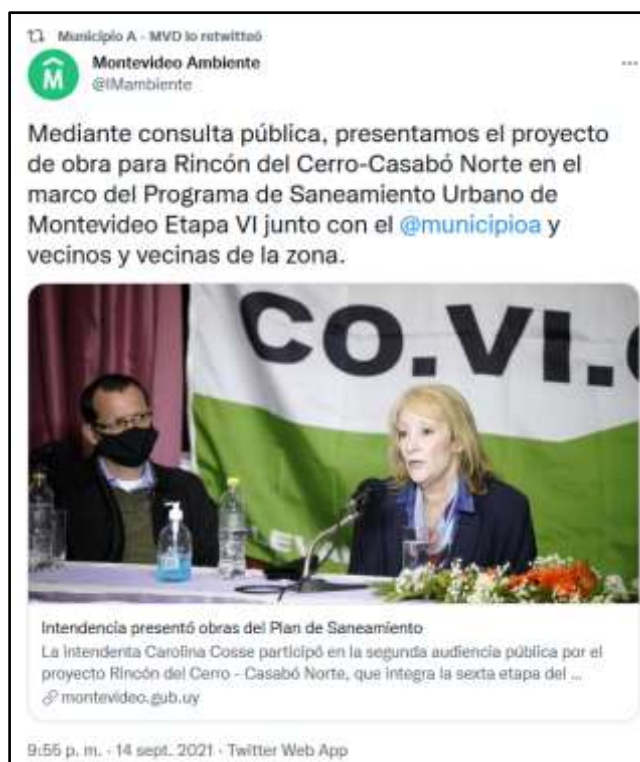 Municipio A - MVD lo retwitteó
Montevideo Ambiente
@IMambiente
Mediante consulta pública, presentamos el proyecto
de obra para Rincón del Cerro-Casabó Norte en el
marco del Programa de Saneamiento Urbano de
Montevideo Etapa VI junto con el @municipioa y
vecinos y vecinas de la zona.
CO.VI.
LEVAN
Intendencia presentó obras del Plan de Saneamiento
La intendenta Carolina Cosse participó en la segunda audiencia pública por el
proyecto Rincón del Cerro - Casabó Norte, que integra la sexta etapa del ...
montevideo.gub.uy
9:55 p. m. · 14 sept. 2021 · Twitter Web App